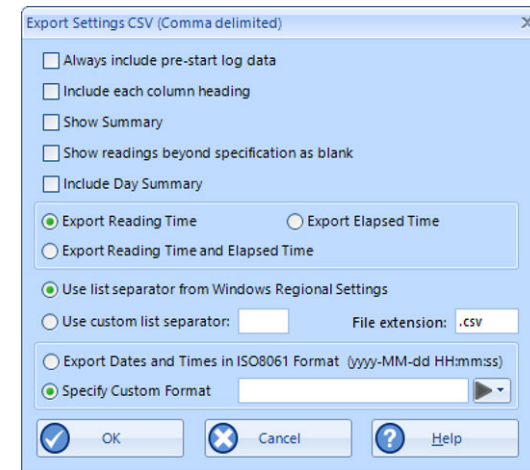 Export Settings CSV (Comma delimited)
Always include pre-start log data
Include each column heading
Show Summary
Show readings beyond specification as blank
Include Day Summary
Export Reading Time Export Elapsed Time
Export Reading Time and Elapsed Time
Use list separator from Windows Regional Settings
Use custom list separator: File extension: .csv
Export Dates and Times in ISO8061 Format (yyyy-MM-dd HH:mm:ss)
Specify Custom Format
OK Cancel Help